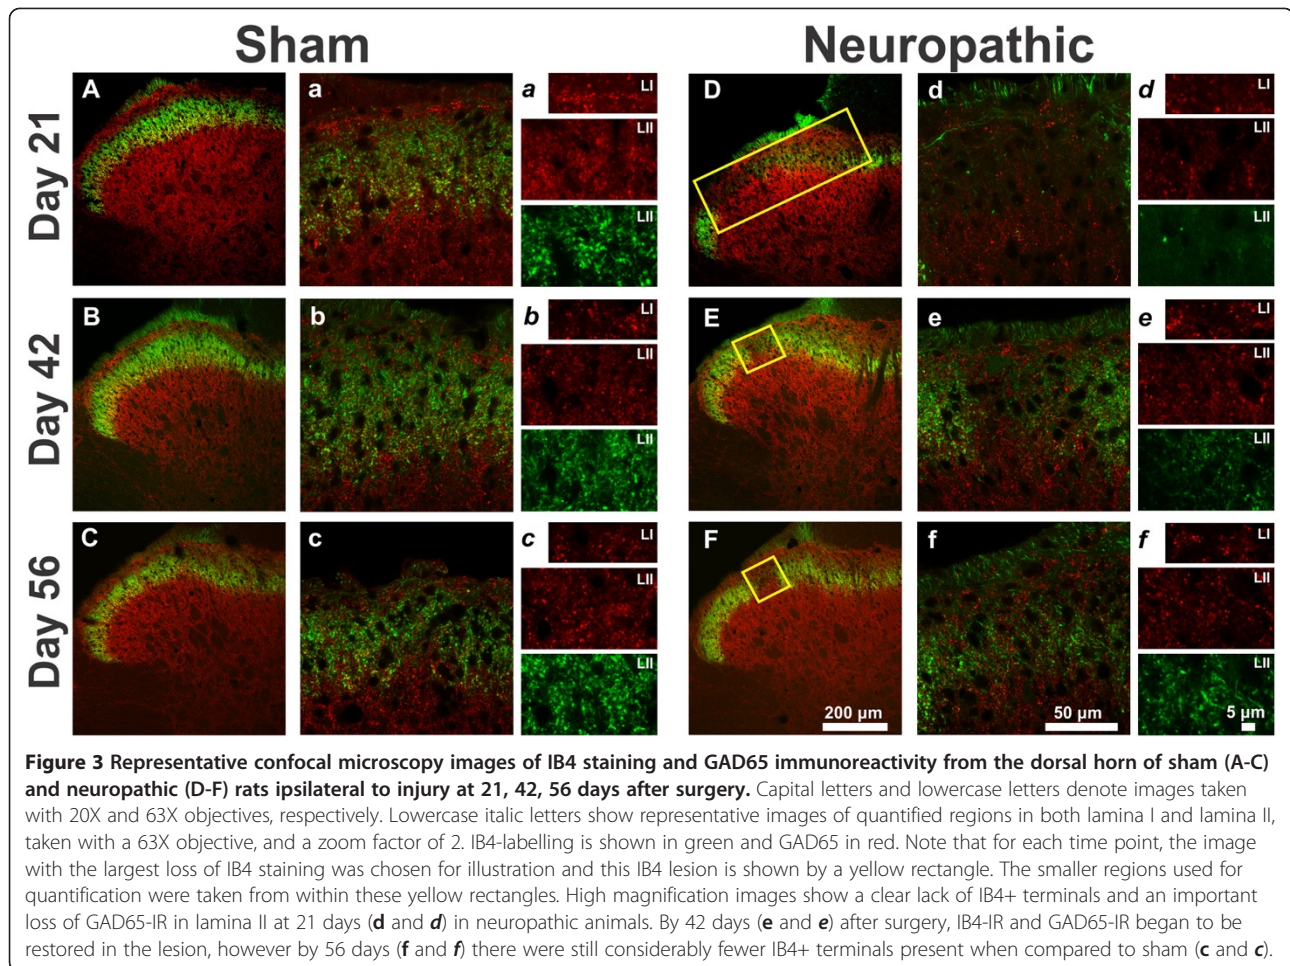 Sham Neuropathic
Day 21
A a a LI LII LII
D d d LI LII LII
Day 42
B b b LI LII LII
E e e LI LII LII
Day 56
C c c LI LII LII
F f f LI LII LII
200 μm 50 μm 5 μm
Figure 3 Representative confocal microscopy images of IB4 staining and GAD65 immunoreactivity from the dorsal horn of sham (A-C)
and neuropathic (D-F) rats ipsilateral to injury at 21, 42, 56 days after surgery. Capital letters and lowercase letters denote images taken
with 20X and 63X objectives, respectively. Lowercase italic letters show representative images of quantified regions in both lamina I and lamina II,
taken with a 63X objective, and a zoom factor of 2. IB4-labelling is shown in green and GAD65 in red. Note that for each time point, the image
with the largest loss of IB4 staining was chosen for illustration and this IB4 lesion is shown by a yellow rectangle. The smaller regions used for
quantification were taken from within these yellow rectangles. High magnification images show a clear lack of IB4+ terminals and an important
loss of GAD65-IR in lamina II at 21 days (d and d) in neuropathic animals. By 42 days (e and e) after surgery, IB4-IR and GAD65-IR began to be
restored in the lesion, however by 56 days (f and f) there were still considerably fewer IB4+ terminals present when compared to sham (c and c).